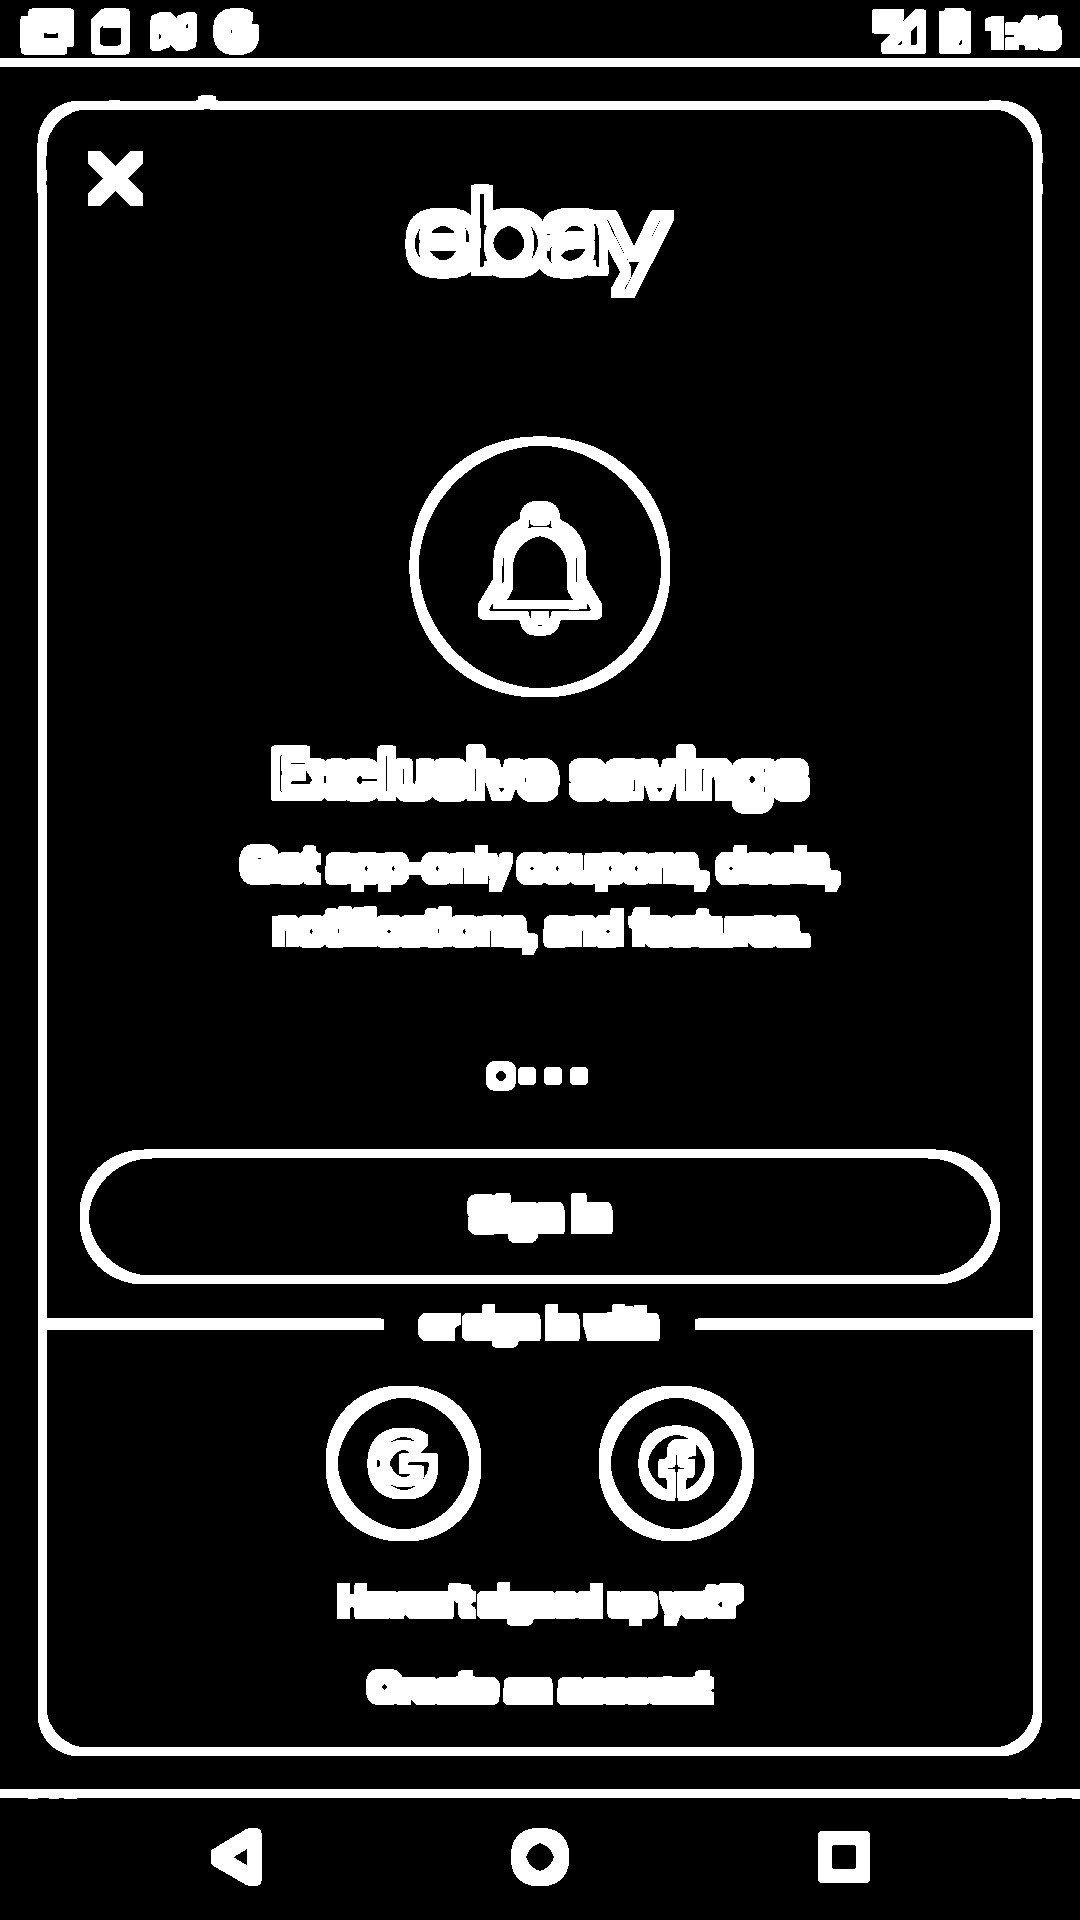 1:46
ebay
Exclusive savings
Get app-only coupons, deals,
notifications, and features.
Sign in
or sign in with
Haven't signed up yet?
Create an account